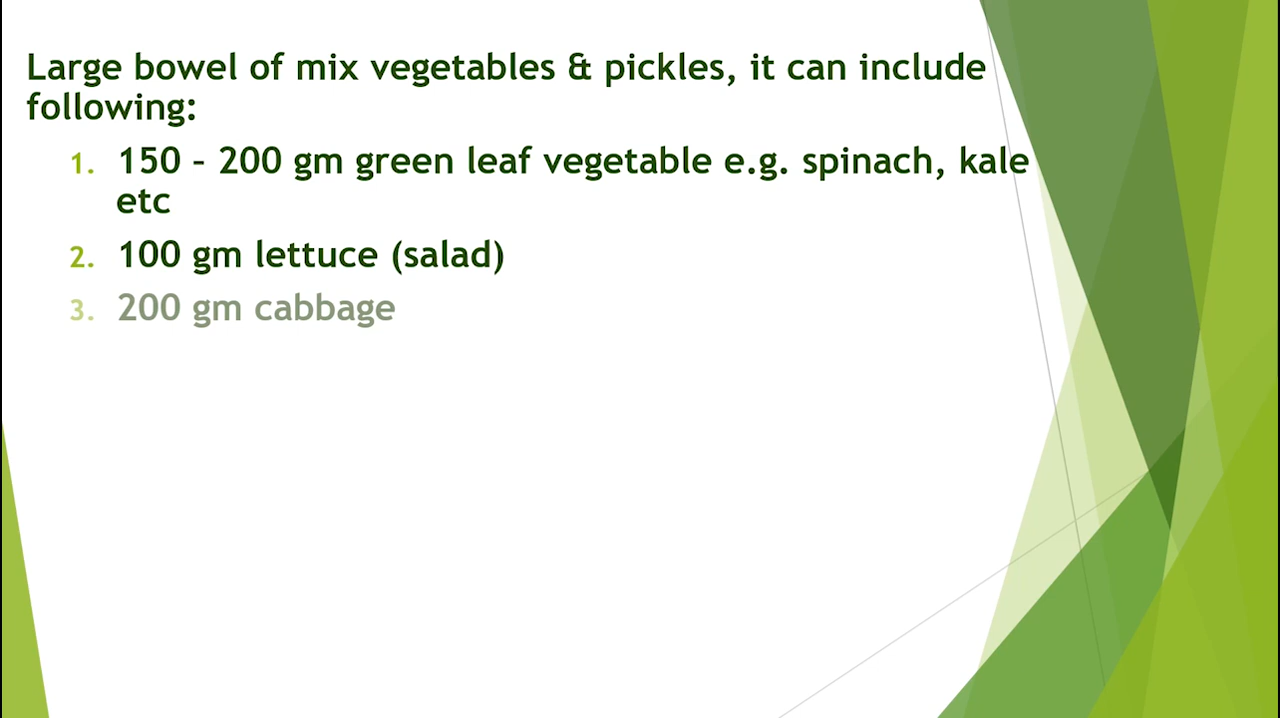 Large bowel of mix vegetables & pickles, it can include
following:
1. 150 – 200 gm green leaf vegetable e.g. spinach, kale
etc
2. 100 gm lettuce (salad)
3. 200 gm cabbage